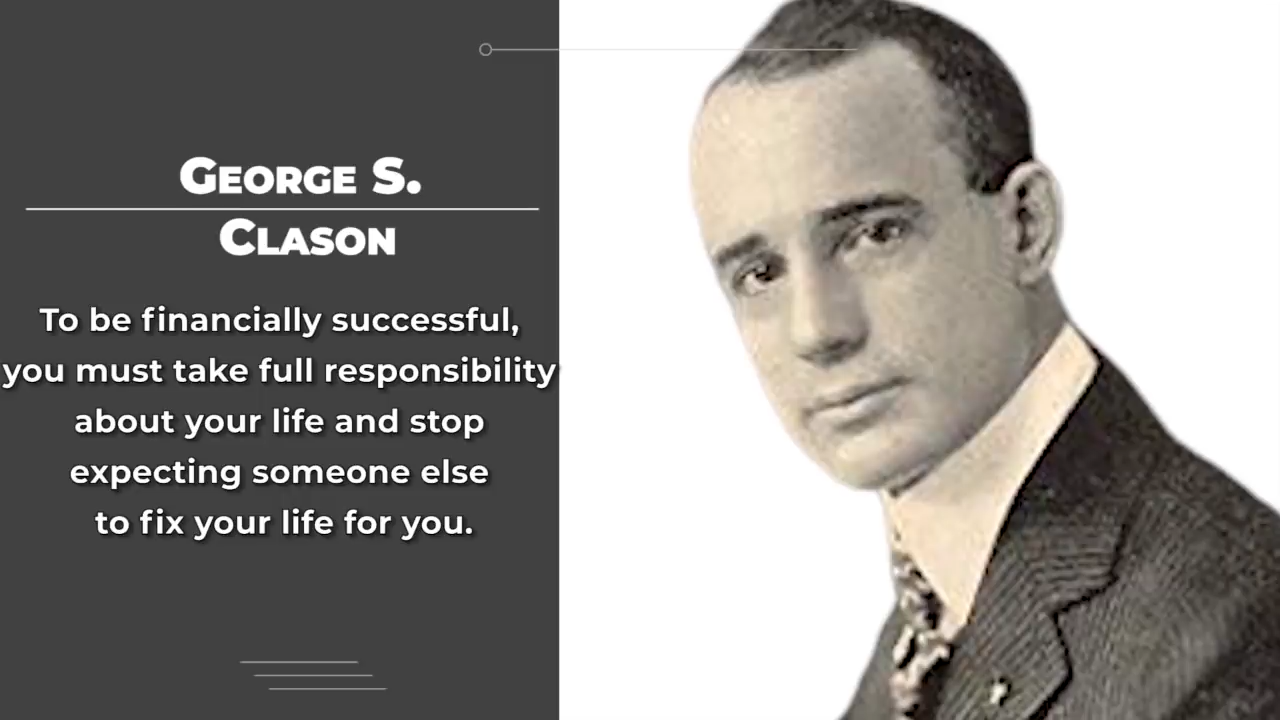 George S.
Clason
To be financially successful,
you must take full responsibility
about your life and stop
expecting someone else
to fix your life for you.